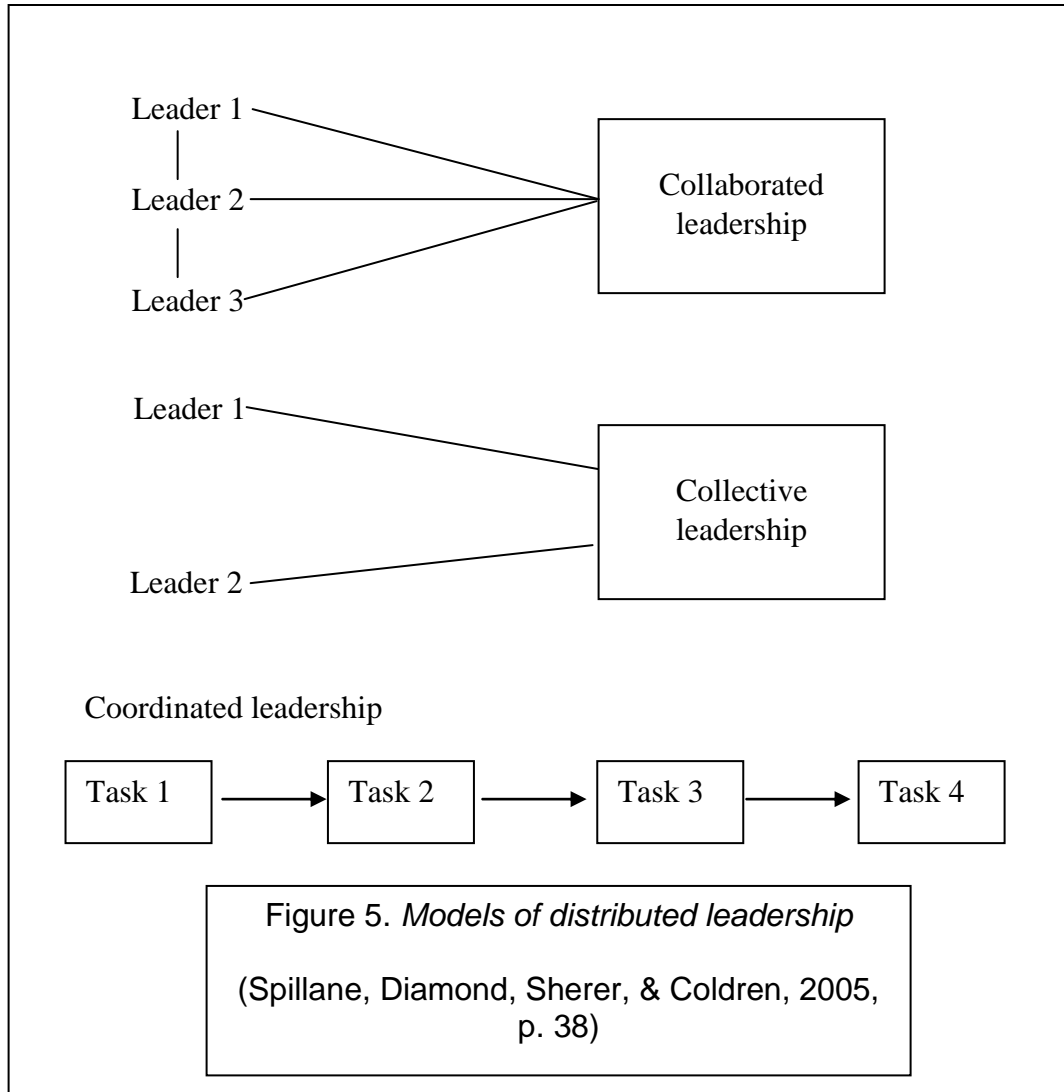 Leader 1
Leader 2
Leader 3
Collaborated
leadership
Leader 1
Leader 2
Collective
leadership
Coordinated leadership
Task 1
Task 2
Task 3
Task 4
Figure 5. Models of distributed leadership
(Spillane, Diamond, Sherer, & Coldren, 2005,
p. 38)